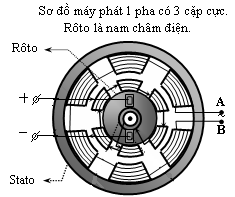 Sơ đồ máy phát 1 pha có 3 cặp cực.
Rôto là nam châm điện.
Rôto
+
A
−
B
Stato